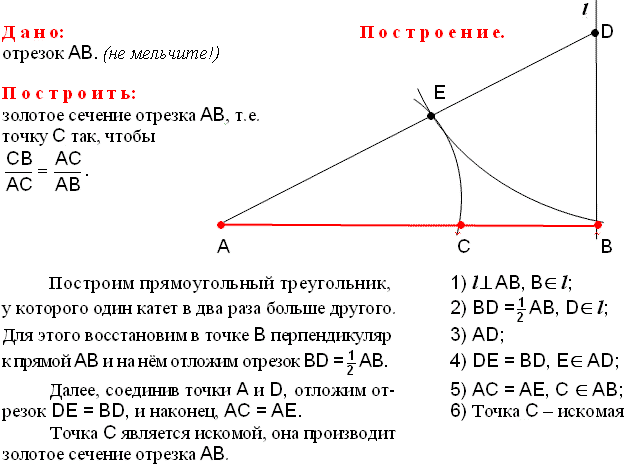 Дано:
отрезок AB. (не мельчите!)
Построить:
золотое сечение отрезка AB, т.е.
точку C так, чтобы
CB/AC = AC/AB.
Построение.
l
D
E
A
C
B
Построим прямоугольный треугольник,
у которого один катет в два раза больше другого.
Для этого восстановим в точке B перпендикуляр
к прямой AB и на нём отложим отрезок BD = 1/2 AB.
Далее, соединив точки A и D, отложим от-
резок DE = BD, и наконец, AC = AE.
Точка C является искомой, она производит
золотое сечение отрезка AB.
1) l⊥AB, B∈l;
2) BD = 1/2 AB, D∈l;
3) AD;
4) DE = BD, E∈AD;
5) AC = AE, C ∈ AB;
6) Точка C – искомая